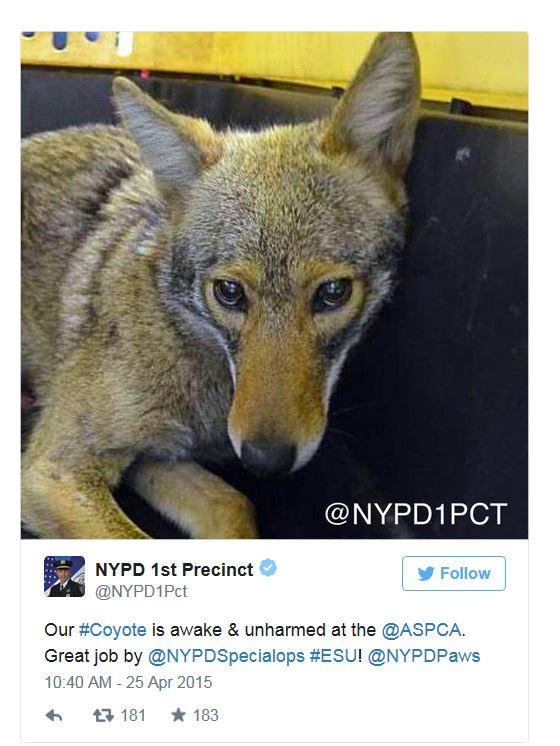 @NYPD1PCT
NYPD 1st Precinct
@NYPD1Pct
Follow
Our #Coyote is awake & unharmed at the @ASPCA.
Great job by @NYPDSpecialops #ESU! @NYPDPaws
10:40 AM - 25 Apr 2015
181 183